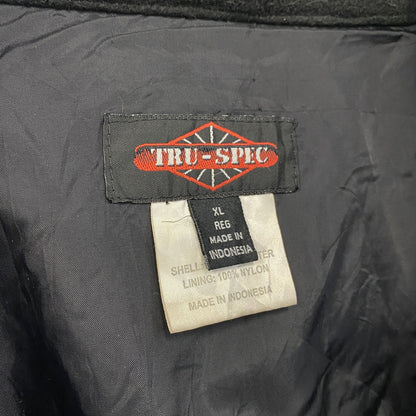 TRU-SPEC
XL
REG
MADE IN
INDONESIA
SHELL:
LINING: 100% NYLON
MADE IN INDONESIA